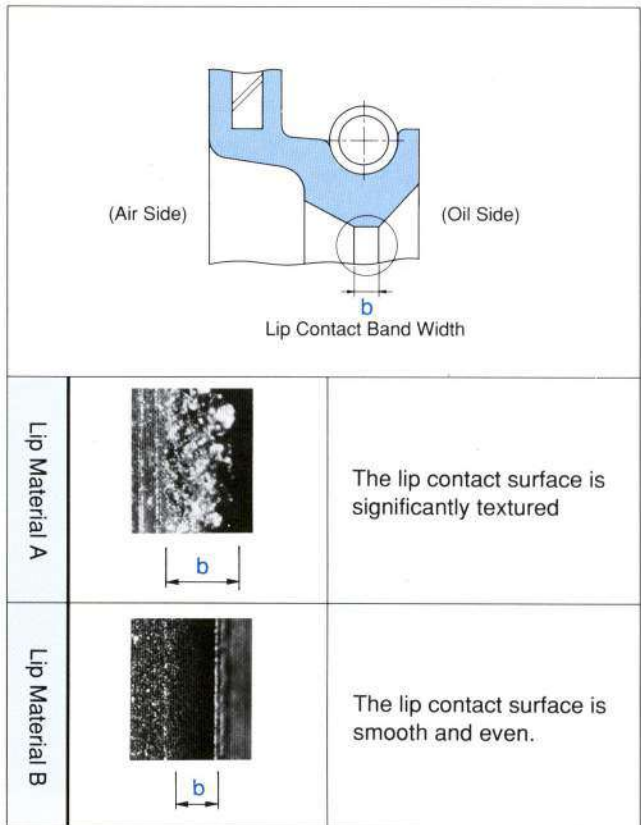 (Air Side)
(Oil Side)
b
Lip Contact Band Width
Lip Material A
b
The lip contact surface is
significantly textured
Lip Material B
b
The lip contact surface is
smooth and even.